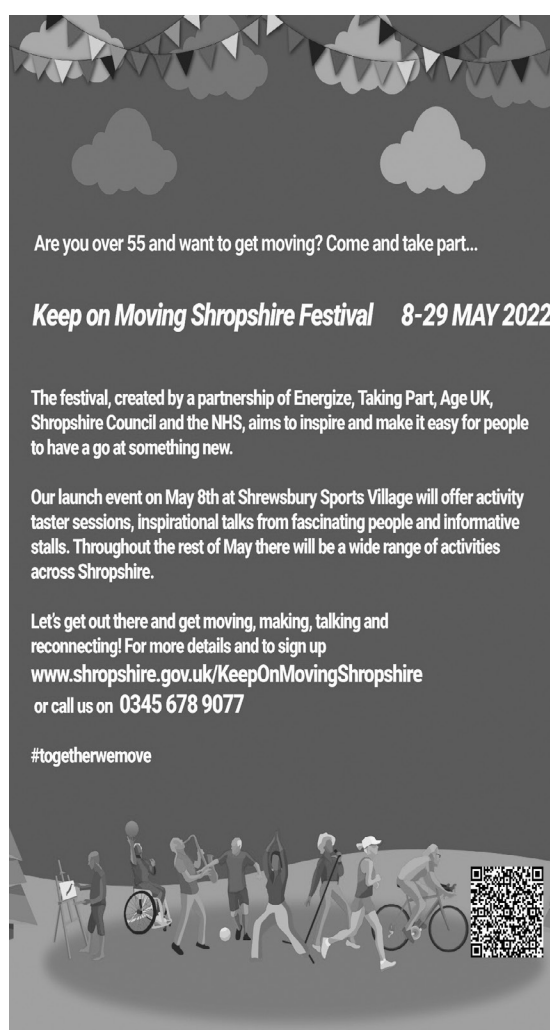 Are you over 55 and want to get moving? Come and take part...
Keep on Moving Shropshire Festival 8-29 MAY 2022
The festival, created by a partnership of Energize, Taking Part, Age UK,
Shropshire Council and the NHS, aims to inspire and make it easy for people
to have a go at something new.
Our launch event on May 8th at Shrewsbury Sports Village will offer activity
taster sessions, inspirational talks from fascinating people and informative
stalls. Throughout the rest of May there will be a wide range of activities
across Shropshire.
Let's get out there and get moving, making, talking and
reconnecting! For more details and to sign up
www.shropshire.gov.uk/KeepOnMovingShropshire
or call us on 0345 678 9077
#togetherwemove